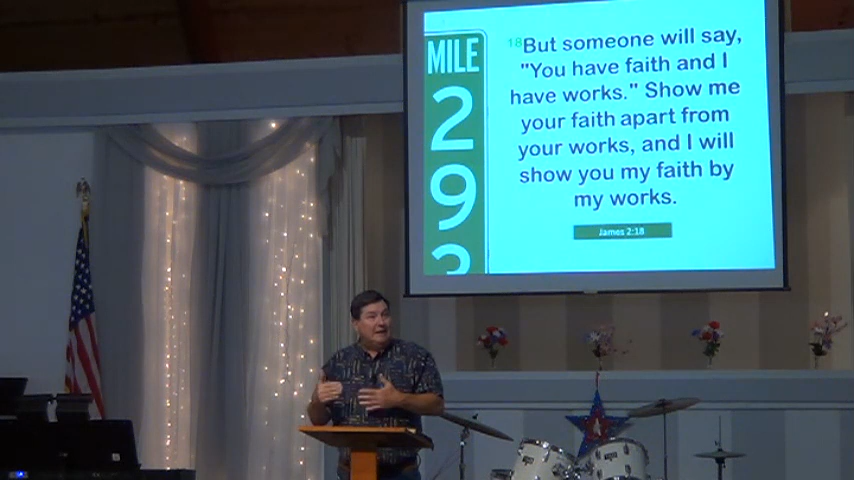 MILE
2
9
18But someone will say,
"You have faith and I
have works." Show me
your faith apart from
your works, and I will
show you my faith by
my works.
James 2:18